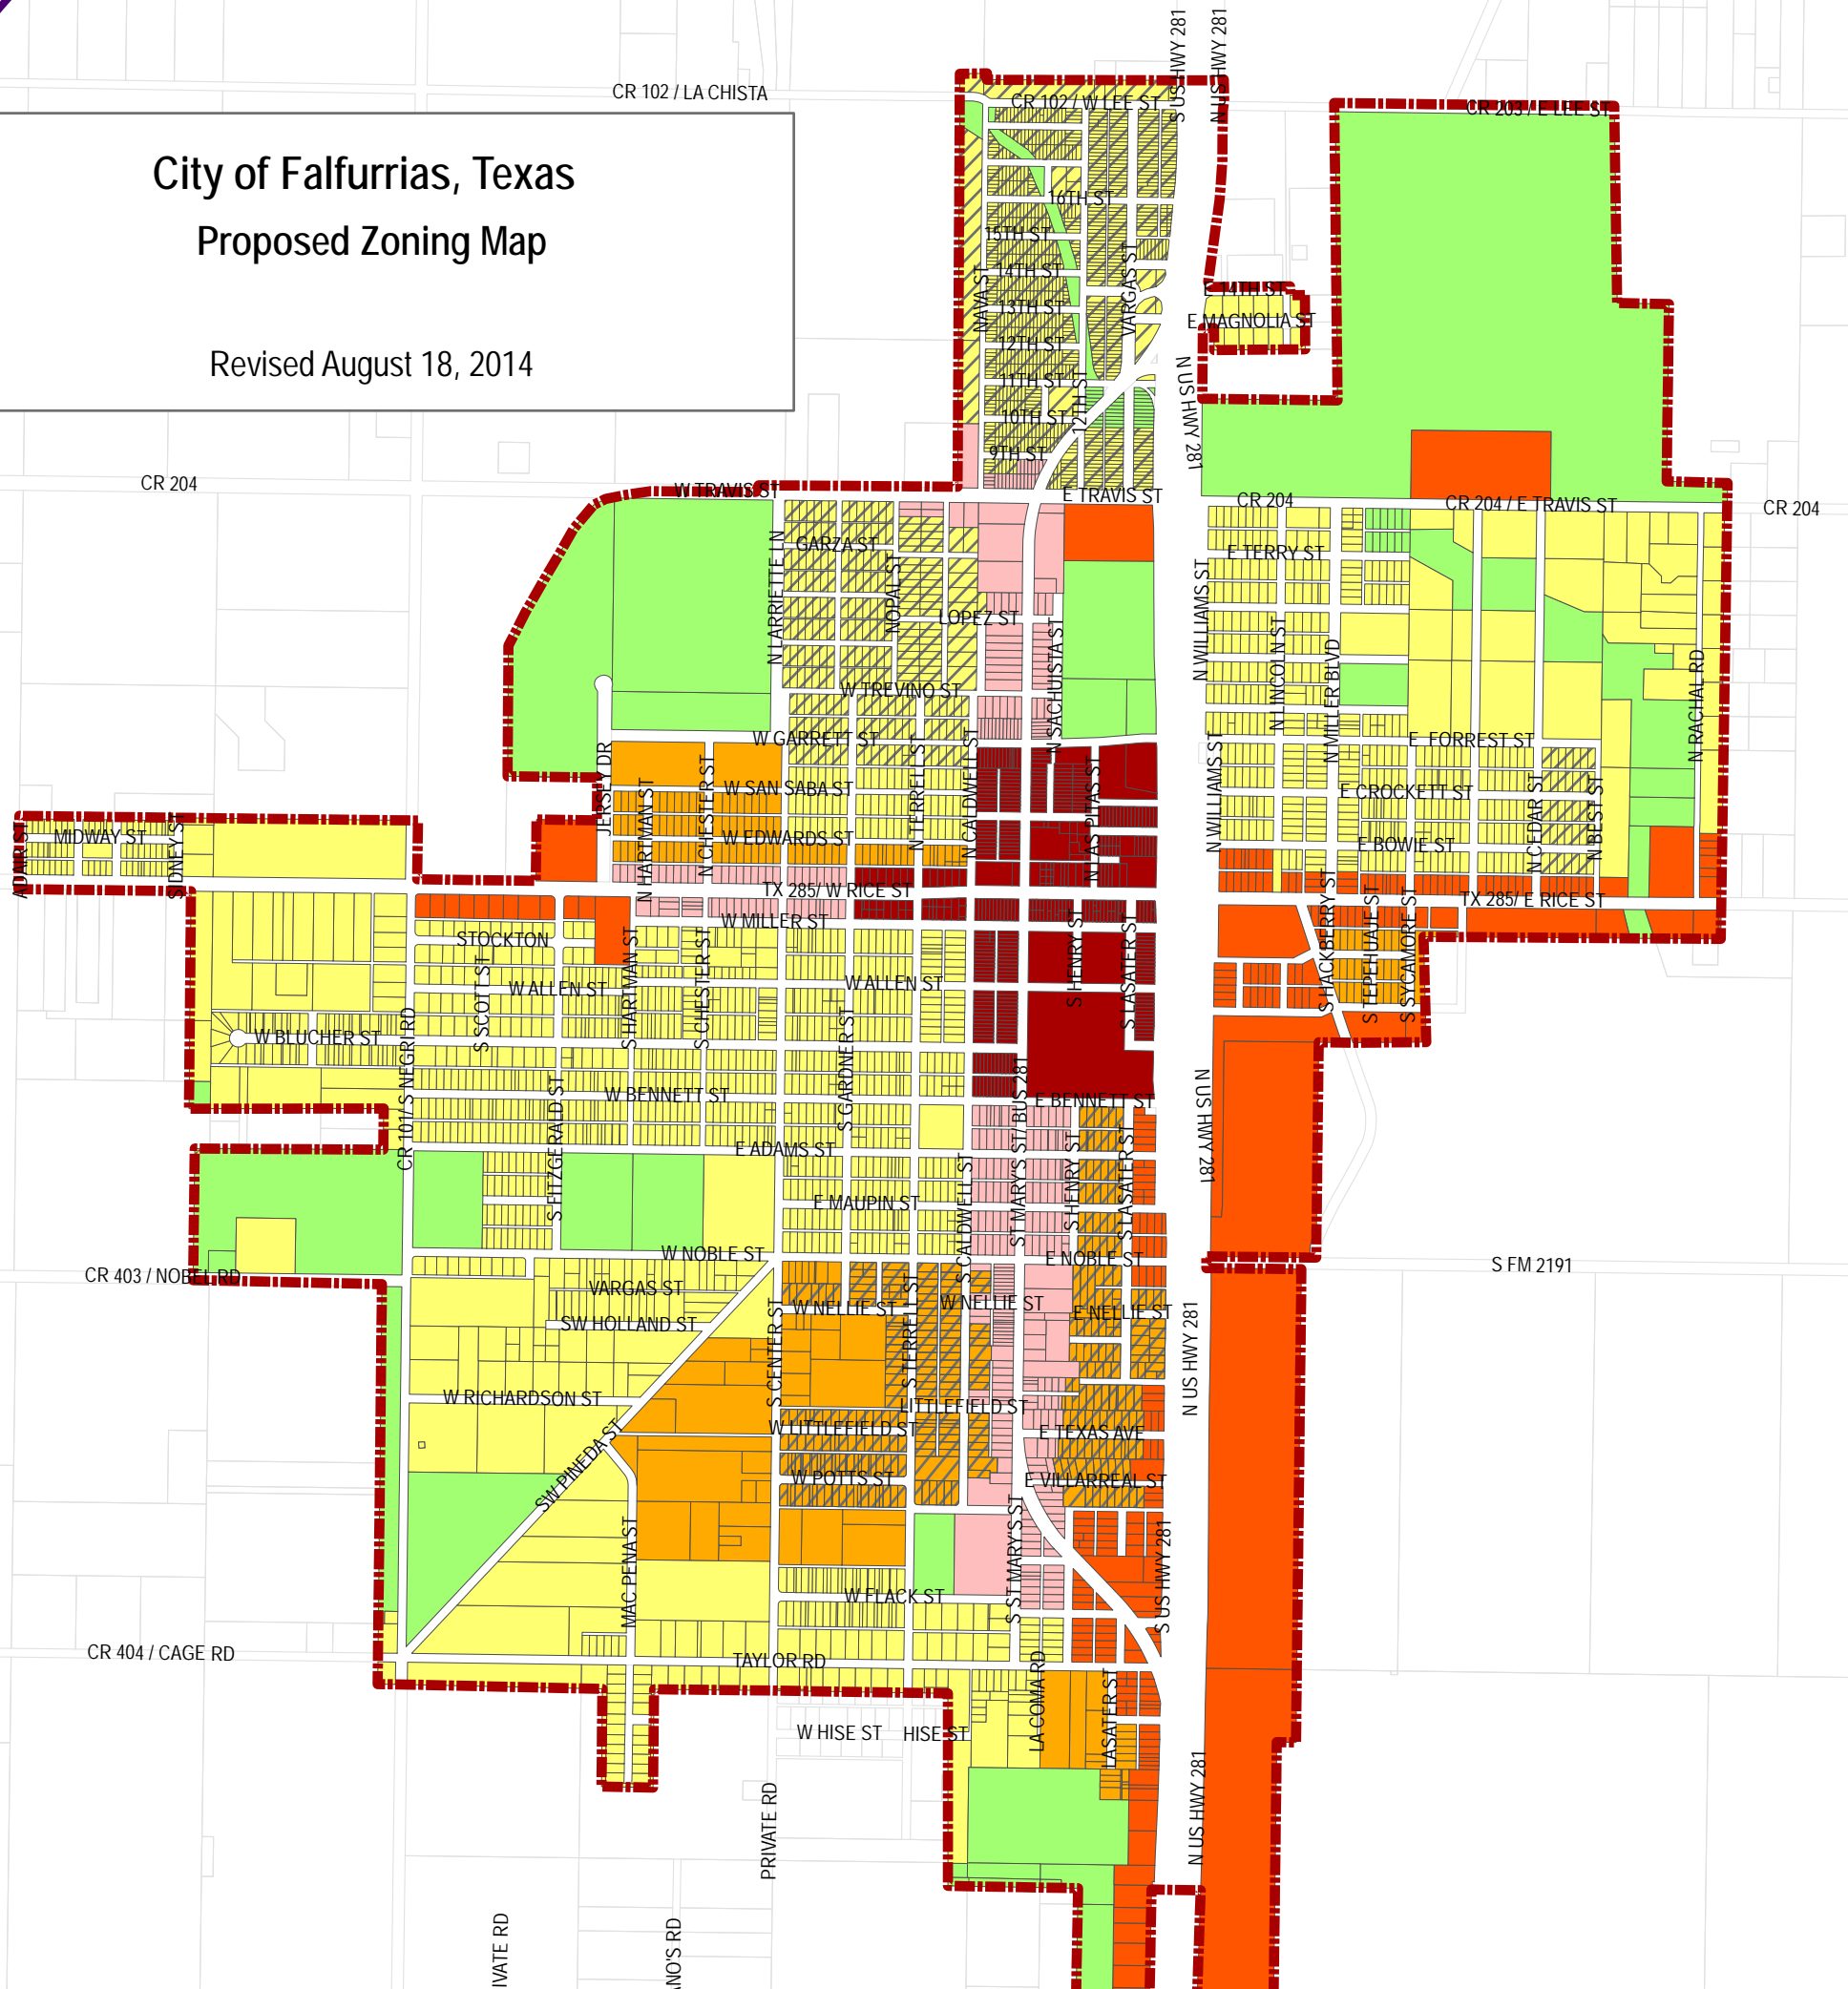 City of Falfurrias, Texas
Proposed Zoning Map
Revised August 18, 2014
S US HWY 281
N US HWY 281
CR 102 / LA CHISTA
CR 102 / W LEE ST
CR 203 / E LEE ST
16TH ST
15TH ST
14TH ST
13TH ST
12TH ST
11TH ST
10TH ST
9TH ST
NAVA ST
VARGAS ST
12TH ST
E 14TH ST
E MAGNOLIA ST
N US HWY 281
CR 204
W TRAVIS ST
E TRAVIS ST
CR 204
CR 204 / E TRAVIS ST
CR 204
GARZA ST
E TERRY ST
N LARRIETTE LN
NOPAL ST
LOPEZ ST
N SACHUISTA ST
N WILLIAMS ST
N LINCOLN ST
N MILLER BLVD
N RACHAL RD
W TREVINO ST
W GARRETT ST
E FORREST ST
JERSEY DR
N HARTMAN ST
N CHESTER ST
W SAN SABA ST
N TERRELL ST
N CALDWELL ST
N LAS PITAS ST
N WILLIAMS ST
E CROCKETT ST
N CEDAR ST
N BEST ST
ADAIR ST
MIDWAY ST
SIDNEY ST
W EDWARDS ST
E BOWIE ST
TX 285/ W RICE ST
TX 285/ E RICE ST
W MILLER ST
STOCKTON
S SCOTT ST
S HARTMAN ST
S CHESTER ST
S HENRY ST
S LASATER ST
S HACKBERRY ST
S TEPEHUAJE ST
S SYCAMORE ST
W ALLEN ST
W ALLEN ST
W BLUCHER ST
CR 101/ S NEGRI RD
S GARDNER ST
W BENNETT ST
E BENNETT ST
S FITZGERALD ST
E ADAMS ST
ST MARY'S ST/ BUS 281
S HENRY ST
S LASATER ST
N US HWY 281
E MAUPIN ST
S CALDWELL ST
W NOBLE ST
E NOBLE ST
CR 403 / NOBEL RD
S FM 2191
VARGAS ST
W NELLIE ST
W NELLIE ST
E NELLIE ST
SW HOLLAND ST
S CENTER ST
S TERRELL ST
N US HWY 281
W RICHARDSON ST
LITTLEFIELD ST
W LITTLEFIELD ST
E TEXAS AVE
SW PINEDA ST
W POTTS ST
E VILLARREAL ST
MAC PENA ST
S ST MARY'S ST
S US HWY 281
W FLACK ST
CR 404 / CAGE RD
TAYLOR RD
LA COMA RD
LASATER ST
W HISE ST
HISE ST
N US HWY 281
PRIVATE RD
IVATE RD
ANO'S RD